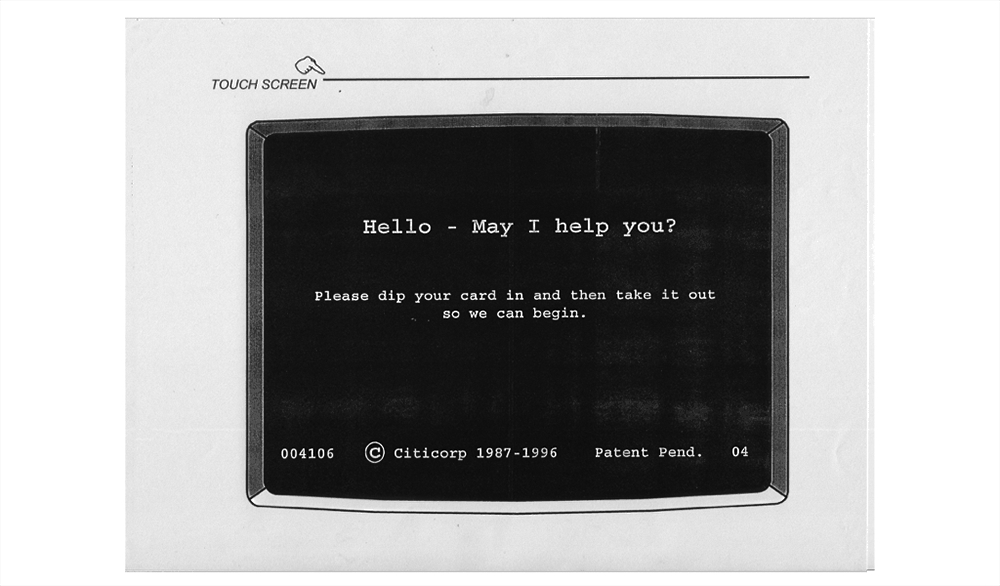 TOUCH SCREEN
Hello - May I help you?
Please dip your card in and then take it out
so we can begin.
004106 © Citicorp 1987-1996 Patent Pend. 04